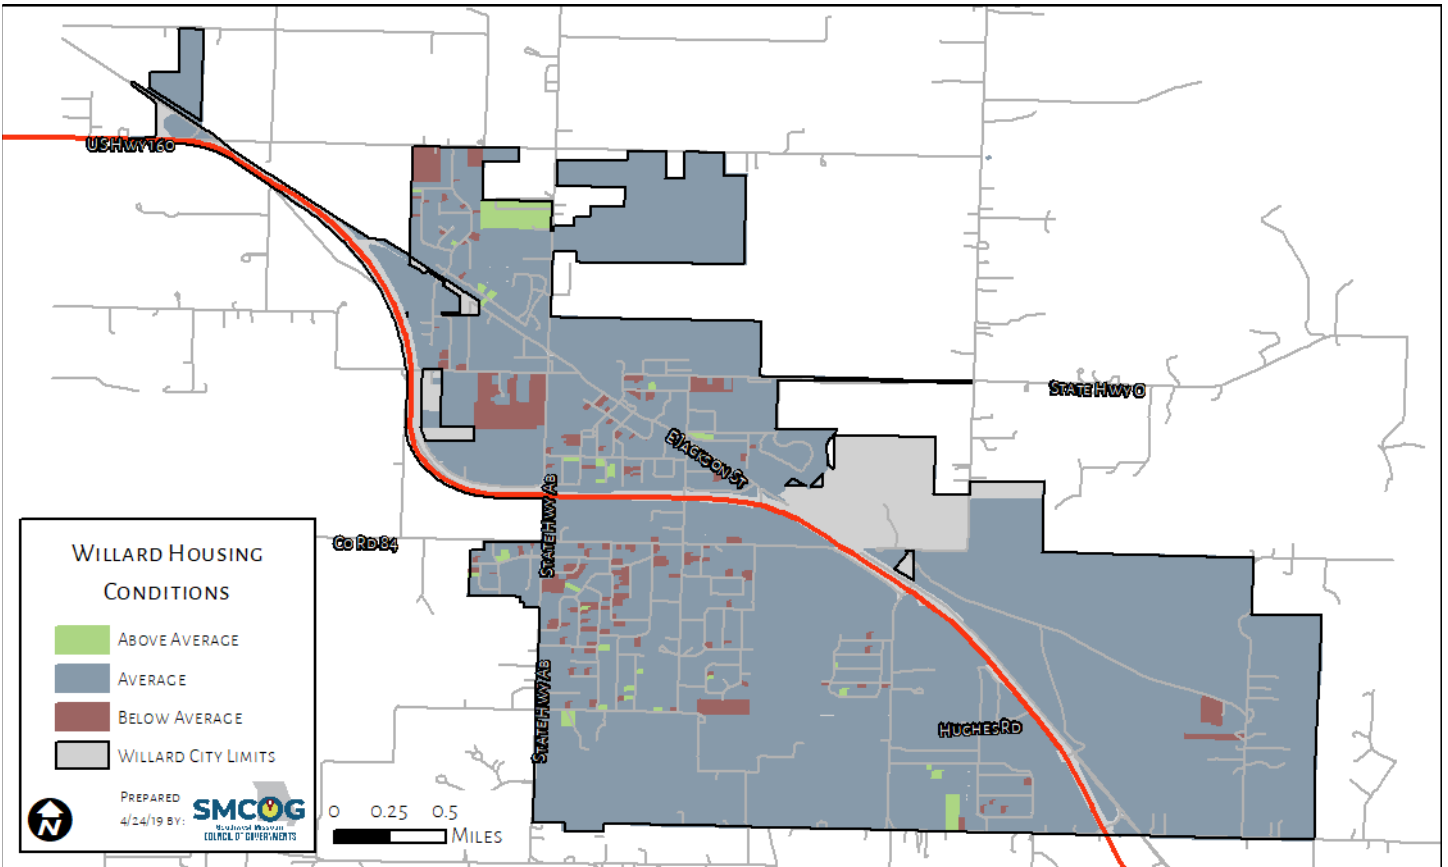 US Hwy 160
State Hwy O
E Jackson St
State Hwy Ab
Co Rd 84
State Hwy Ab
Hughes Rd
Willard Housing
Conditions
Above Average
Average
Below Average
Willard City Limits
Prepared
4/24/19 by:
SMCOG
Southwest Missouri
COUNCIL OF GOVERNMENTS
N
0 0.25 0.5
Miles